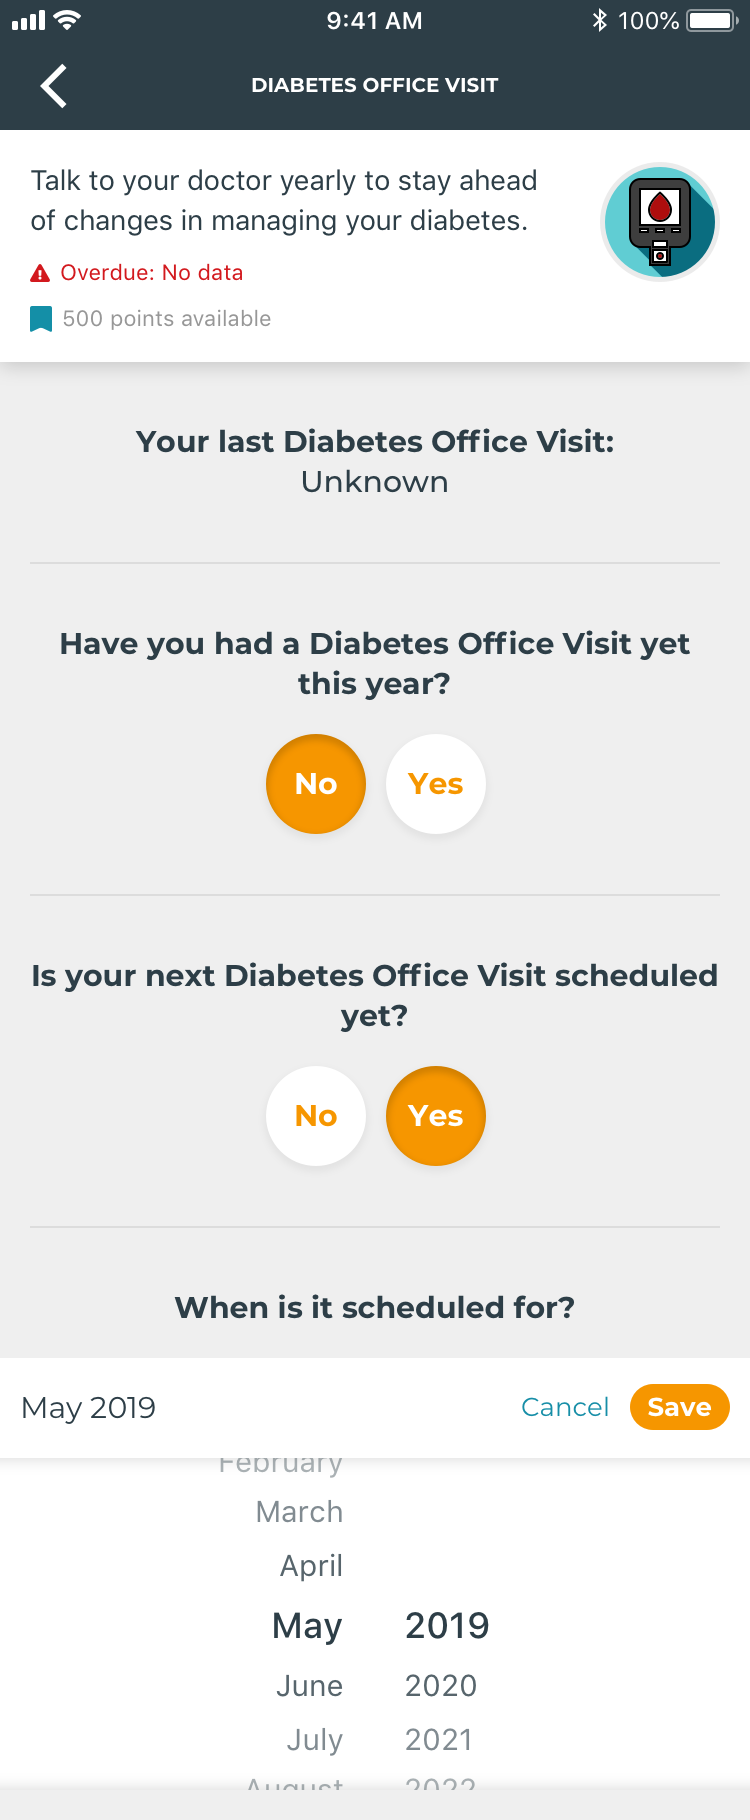 9:41 AM
100%
DIABETES OFFICE VISIT
Talk to your doctor yearly to stay ahead
of changes in managing your diabetes.
Overdue: No data
500 points available
Your last Diabetes Office Visit:
Unknown
Have you had a Diabetes Office Visit yet
this year?
No Yes
Is your next Diabetes Office Visit scheduled
yet?
No Yes
When is it scheduled for?
May 2019 Cancel Save
February
March
April
May 2019
June 2020
July 2021
August 2022